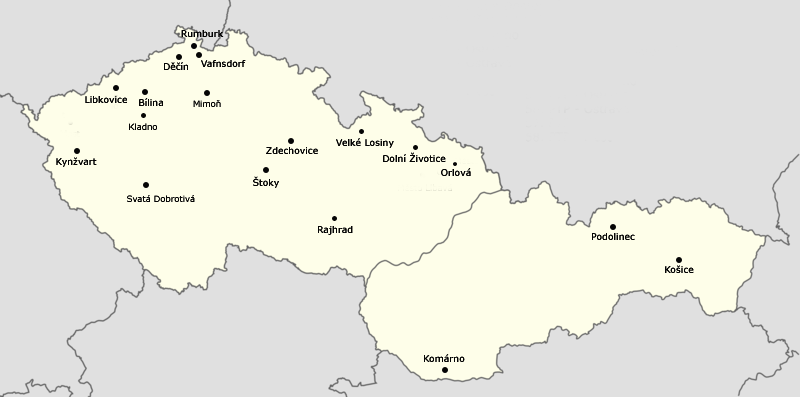 Rumburk
Děčín
Vafnsdorf
Libkovice
Bílina
Mimoň
Kladno
Kynžvart
Zdechovice
Velké Losiny
Dolní Životice
Orlová
Štoky
Svatá Dobrotivá
Rajhrad
Podolinec
Košice
Komárno